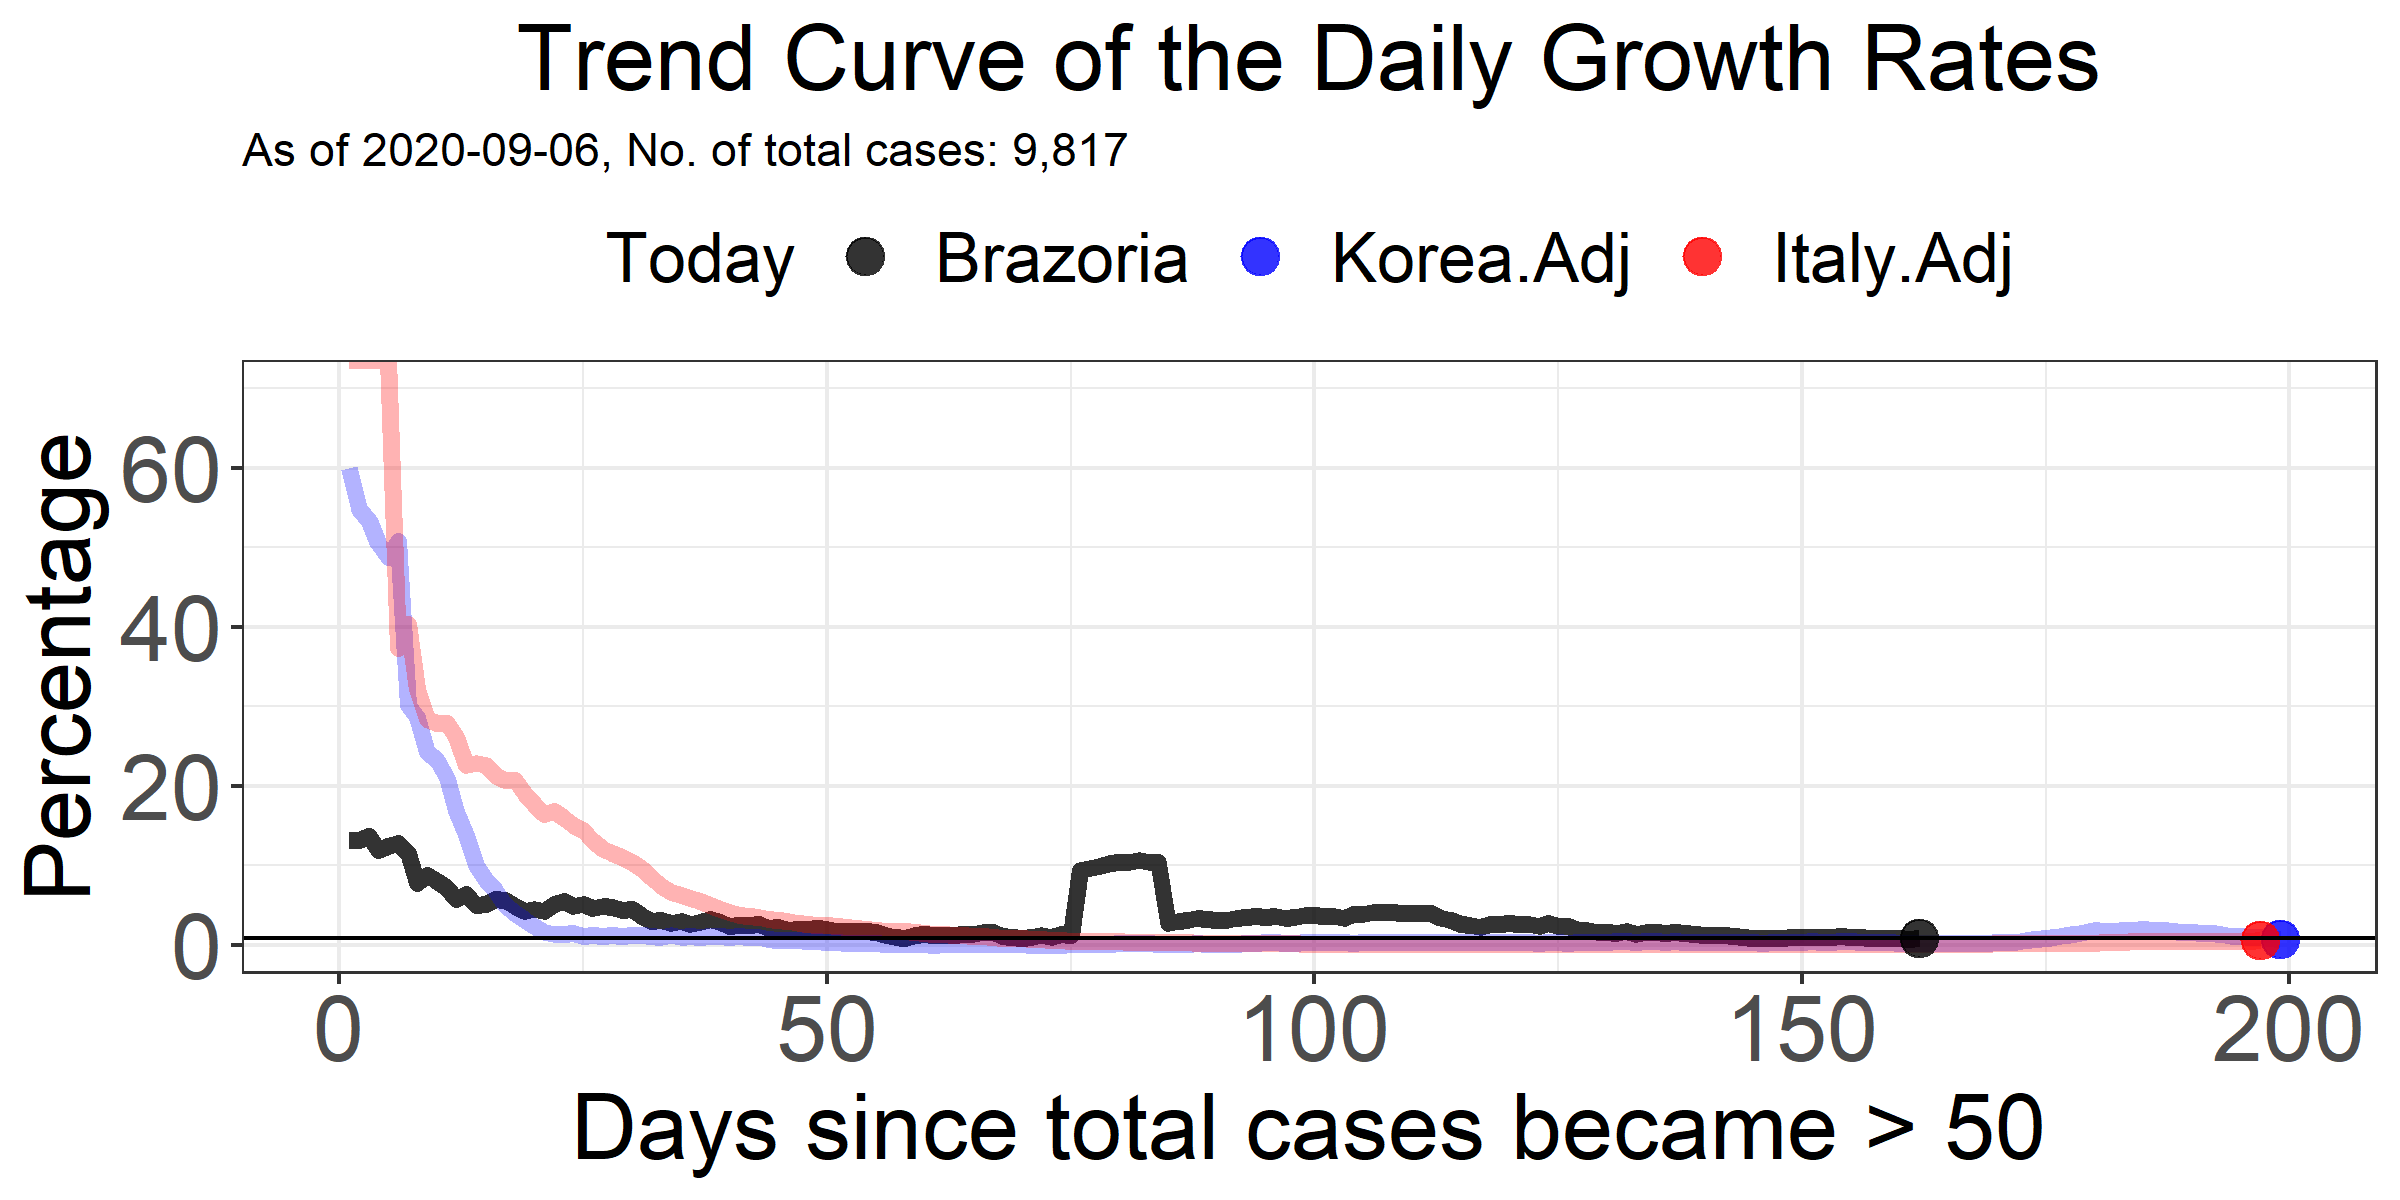 Trend Curve of the Daily Growth Rates
As of 2020-09-06, No. of total cases: 9,817
Today Brazoria Korea.Adj Italy.Adj
Percentage
60
40
20
0
0 50 100 150 200
Days since total cases became > 50